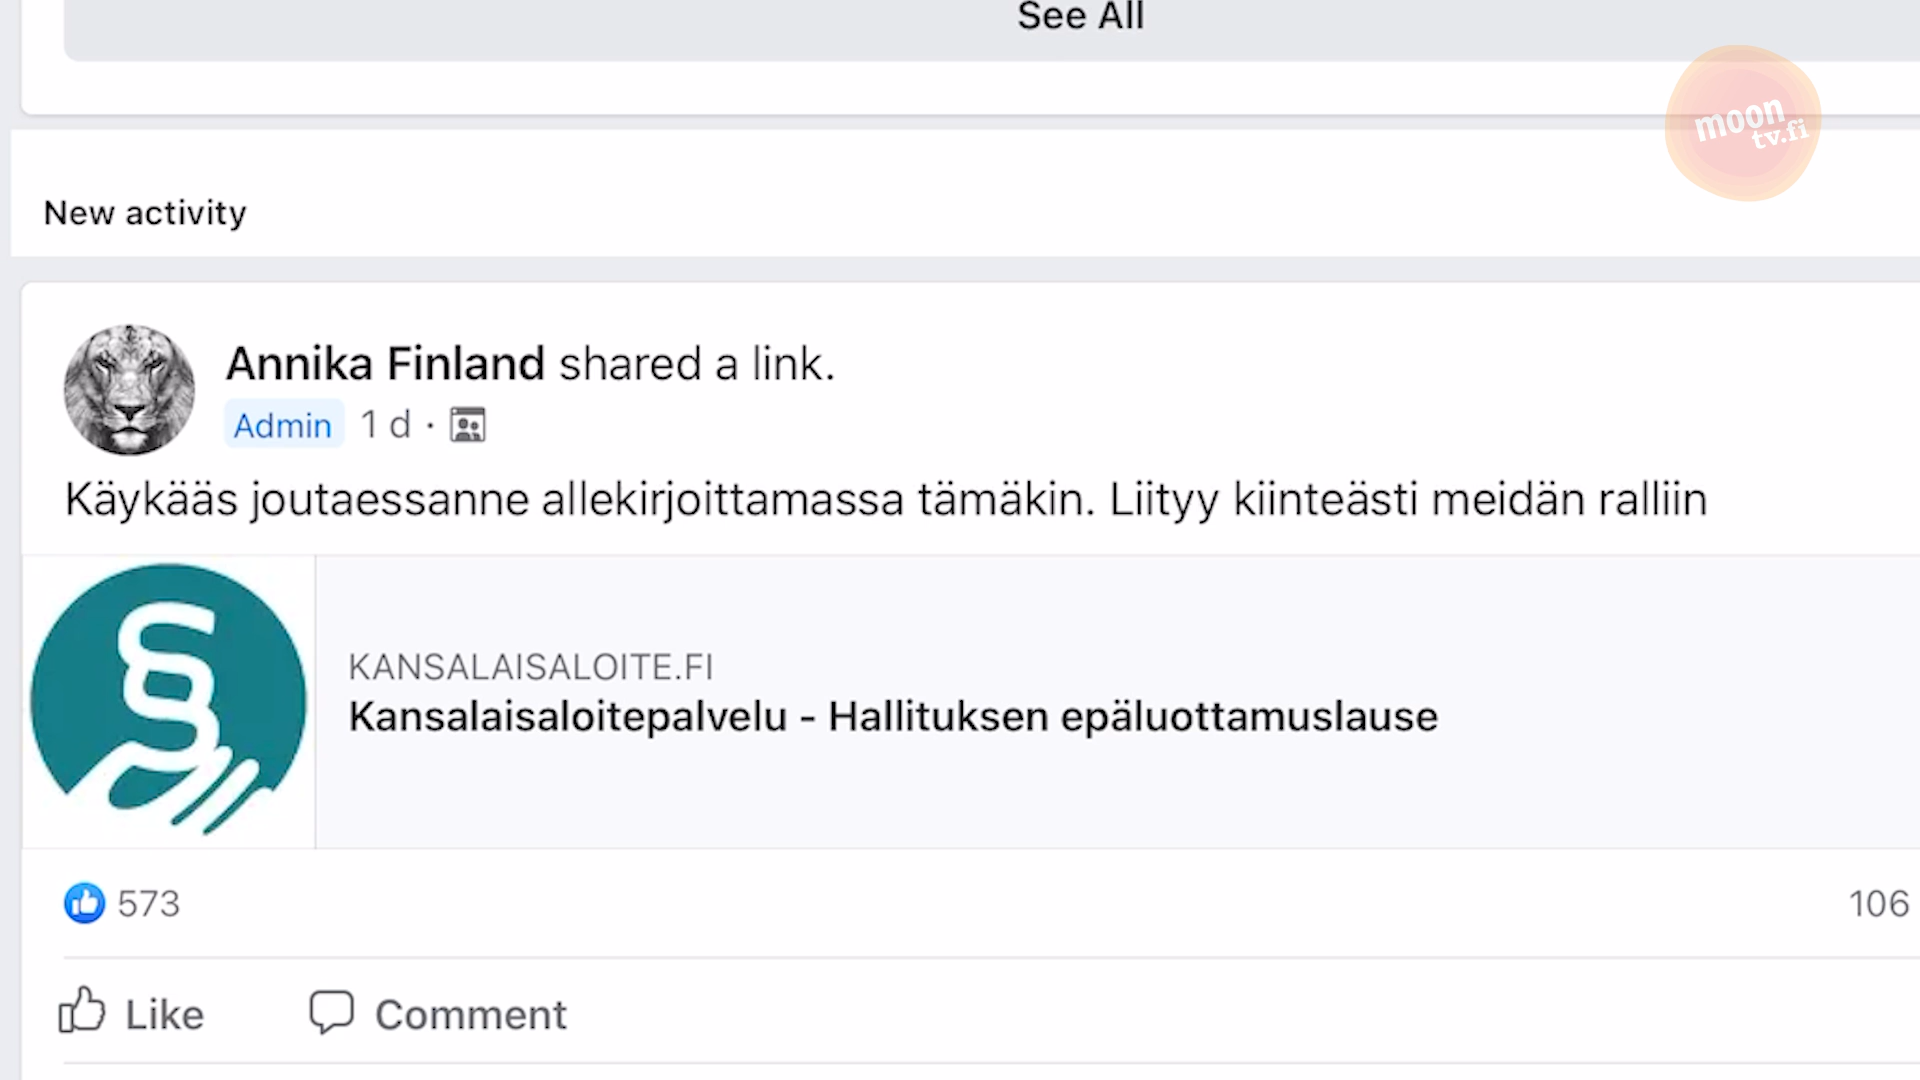 See All
moon
tv.fi
New activity
Annika Finland shared a link.
Admin 1 d ·
Käykääs joutaessanne allekirjoittamassa tämäkin. Liityy kiinteästi meidän ralliin
KANSALAISALOITE.FI
Kansalaisaloitepalvelu - Hallituksen epäluottamuslause
573
106
Like
Comment